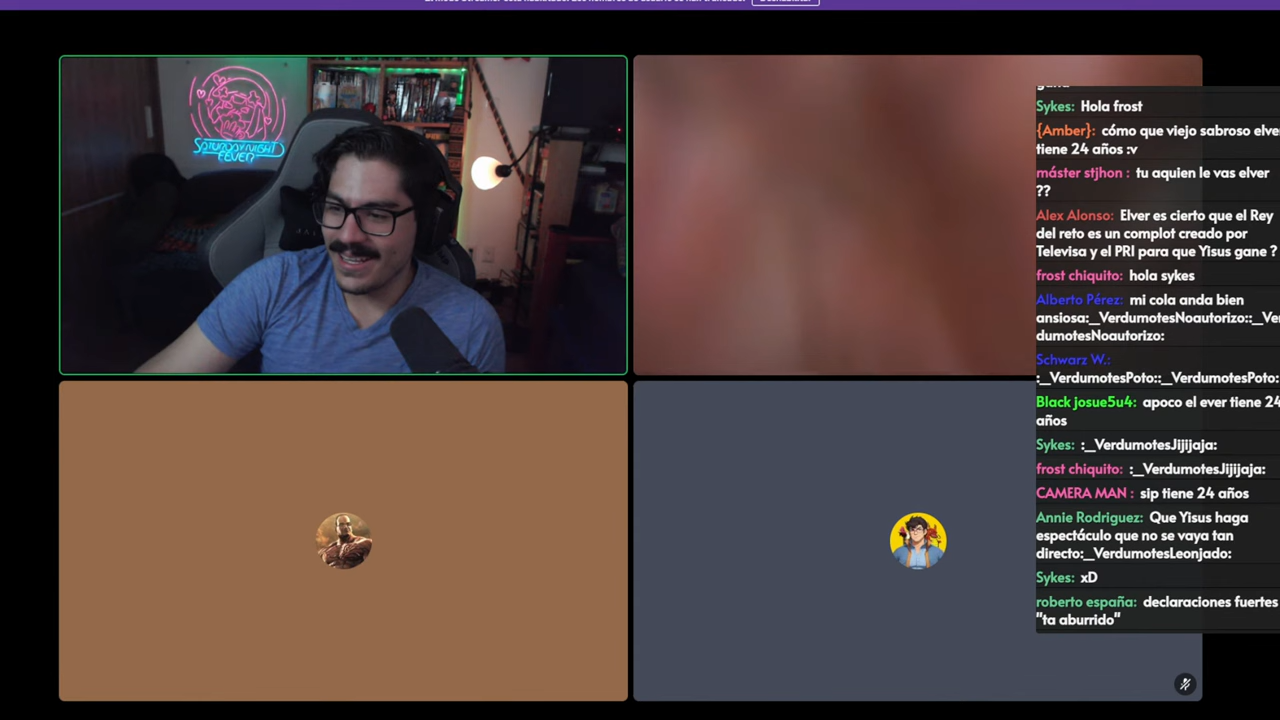 SATURDAY NIGHT
FEVER
Sykes: Hola frost
{Amber}: cómo que viejo sabroso elve
tiene 24 años :v
máster stjhon : tu aquien le vas elver
??
Alex Alonso: Elver es cierto que el Rey
del reto es un complot creado por
Televisa y el PRI para que Yisus gane ?
frost chiquito: hola sykes
Alberto Pérez: mi cola anda bien
ansiosa:_VerdumotesNoautorizo::_Ve
dumotesNoautorizo:
Schwarz W.:
:_VerdumotesPoto::_VerdumotesPoto:
Black josue5u4: apoco el ever tiene 24
años
Sykes: :_VerdumotesJijijaja:
frost chiquito: :_VerdumotesJijijaja:
CAMERA MAN : sip tiene 24 años
Annie Rodriguez: Que Yisus haga
espectáculo que no se vaya tan
directo:_VerdumotesLeonjado:
Sykes: xD
roberto españa: declaraciones fuertes
"ta aburrido"